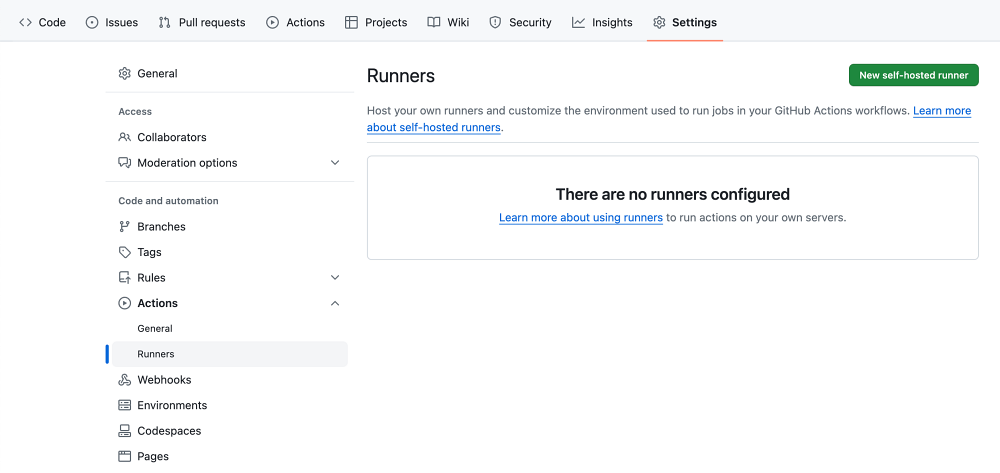 Code Issues Pull requests Actions Projects Wiki Security Insights Settings
General
Access
Collaborators
Moderation options
Code and automation
Branches
Tags
Rules
Actions
General
Runners
Webhooks
Environments
Codespaces
Pages
Runners
New self-hosted runner
Host your own runners and customize the environment used to run jobs in your GitHub Actions workflows. Learn more
about self-hosted runners.
There are no runners configured
Learn more about using runners to run actions on your own servers.